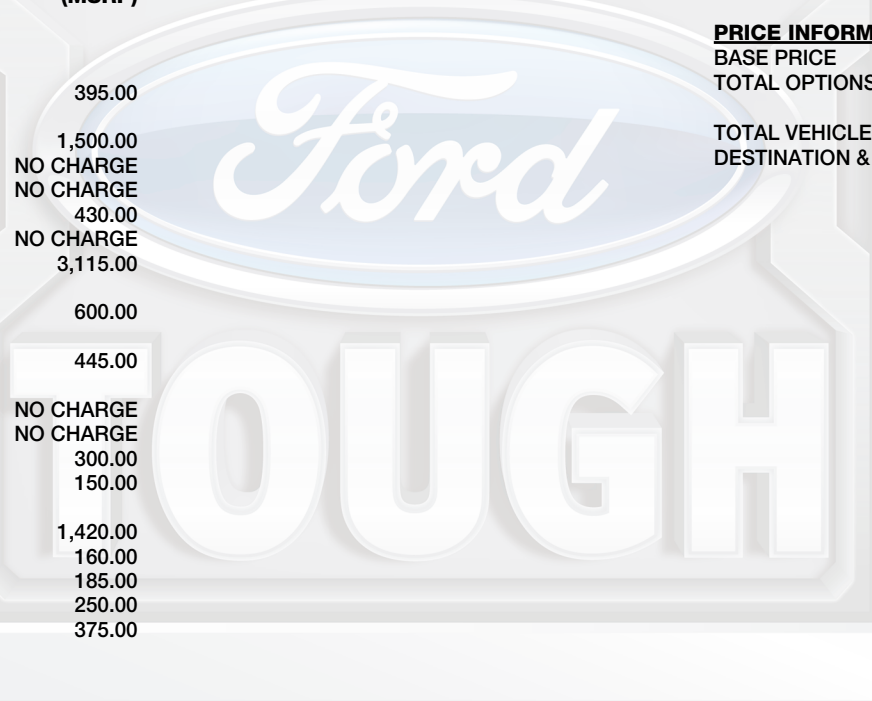 (MSRP)
395.00
1,500.00
NO CHARGE
NO CHARGE
430.00
NO CHARGE
3,115.00
600.00
445.00
NO CHARGE
NO CHARGE
300.00
150.00
1,420.00
160.00
185.00
250.00
375.00
PRICE INFORM
BASE PRICE
TOTAL OPTIONS
TOTAL VEHICLE
DESTINATION &
Ford
TOUGH